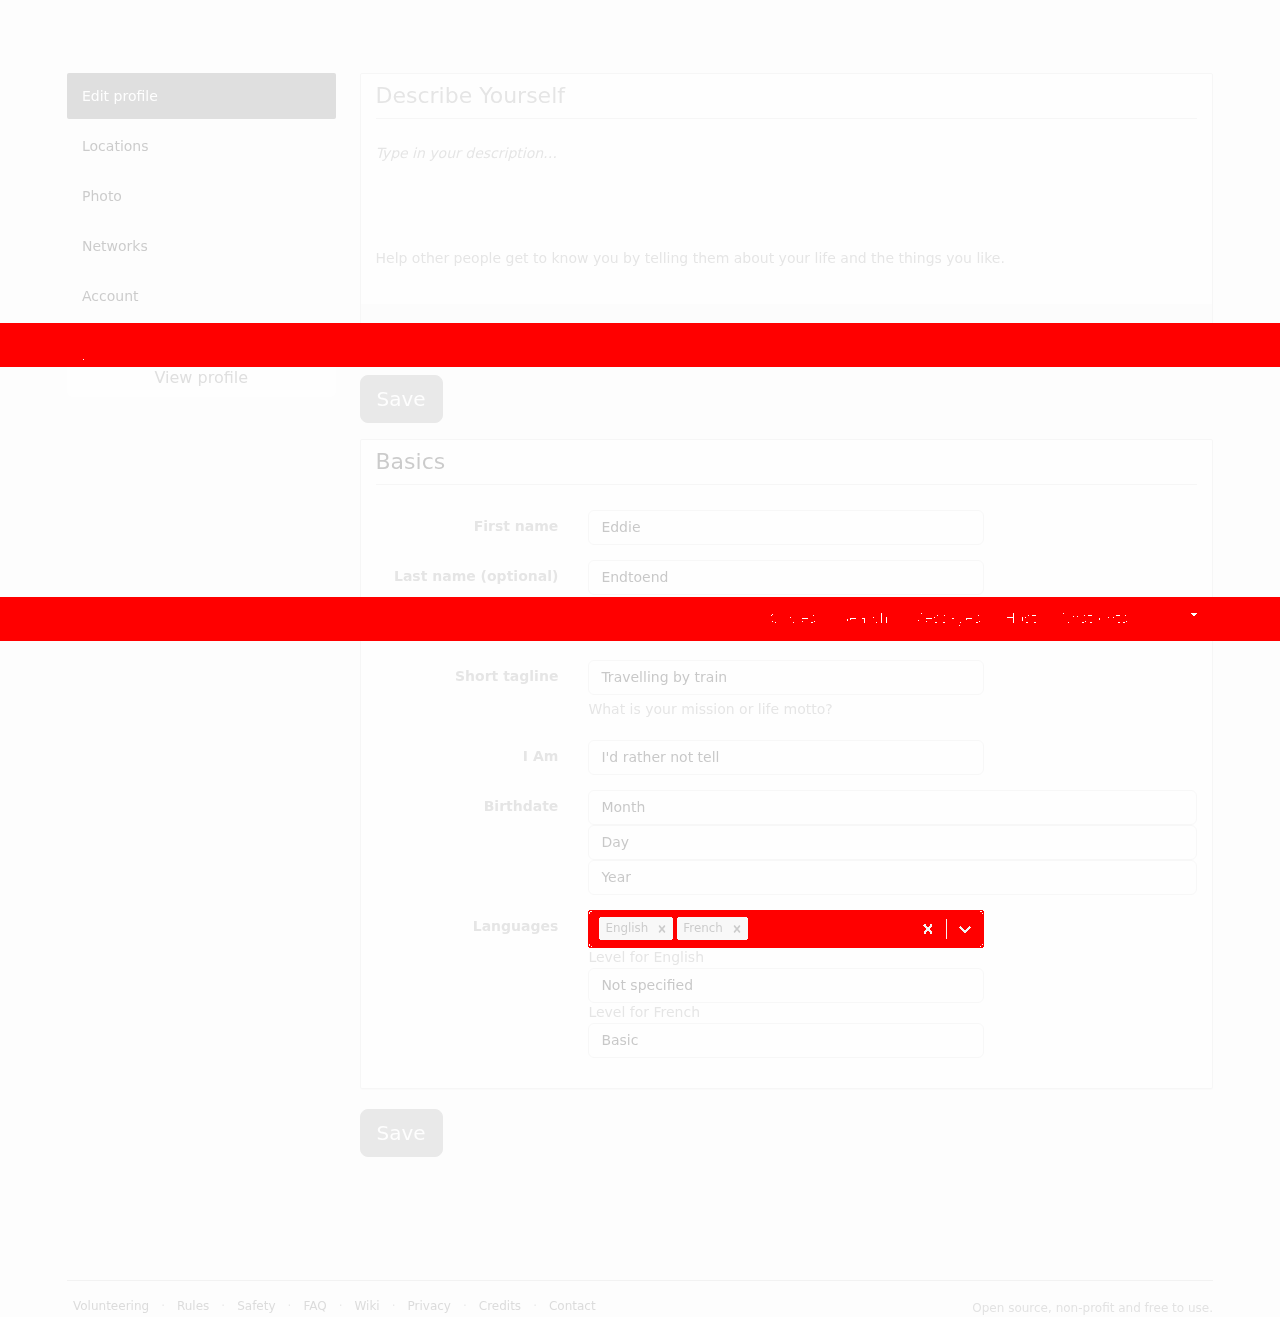 Edit profile
Locations
Photo
Networks
Account
View profile
Describe Yourself
Type in your description...
Help other people get to know you by telling them about your life and the things you like.
Save
Basics
First name Eddie
Last name (optional) Endtoend
Short tagline Travelling by train
What is your mission or life motto?
I Am I'd rather not tell
Birthdate Month
Day
Year
Languages English × French ×
Level for English
Not specified
Level for French
Basic
Save
Volunteering · Rules · Safety · FAQ · Wiki · Privacy · Credits · Contact
Open source, non-profit and free to use.